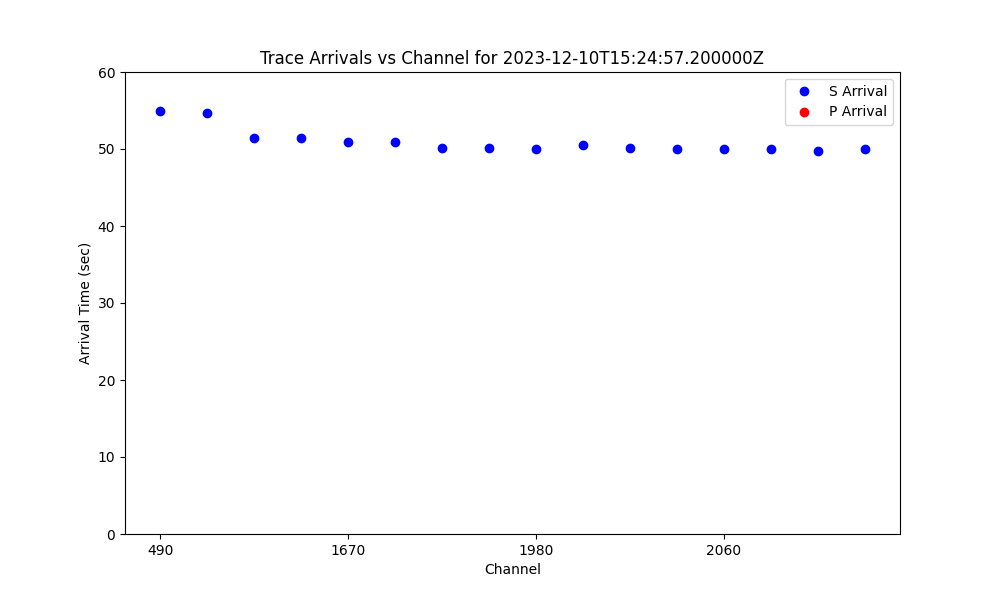 Trace Arrivals vs Channel for 2023-12-10T15:24:57.200000Z
S Arrival
P Arrival
60
50
40
30
20
10
0
Arrival Time (sec)
490 1670 1980 2060
Channel